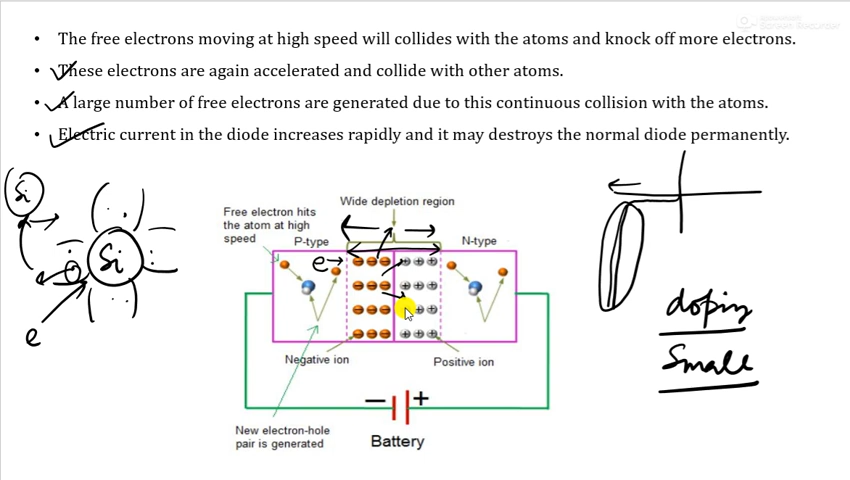 • The free electrons moving at high speed will collides with the atoms and knock off more electrons.
• These electrons are again accelerated and collide with other atoms.
• A large number of free electrons are generated due to this continuous collision with the atoms.
• Electric current in the diode increases rapidly and it may destroys the normal diode permanently.
Si
Si
e
Wide depletion region
Free electron hits
the atom at high
speed
P-type
N-type
e
Negative ion
Positive ion
− +
New electron-hole
pair is generated
Battery
doping
Small